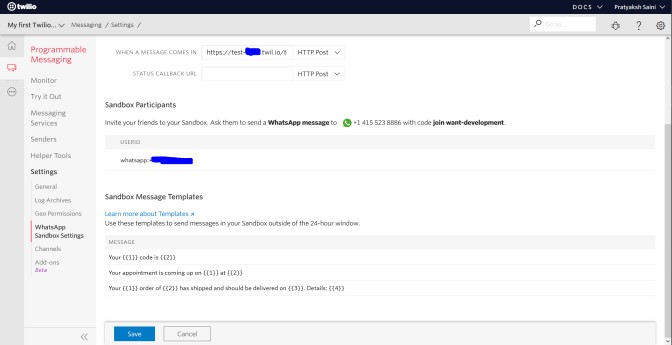 twilio
DOCS
Pratyaksh Saini
My first Twilio...
Messaging / Settings /
Go to...
Programmable Messaging
Monitor
Try it Out
Messaging
Services
Senders
Helper Tools
Settings
General
Log Archives
Geo Permissions
WhatsApp
Sandbox Settings
Channels
Add-ons
Beta
WHEN A MESSAGE COMES IN https://test- .twil.io/ HTTP Post
STATUS CALLBACK URL HTTP Post
Sandbox Participants
Invite your friends to your Sandbox. Ask them to send a WhatsApp message to +1 415 523 8886 with code join want-development.
USERID
whatsapp:
Sandbox Message Templates
Learn more about Templates
Use these templates to send messages in your Sandbox outside of the 24-hour window.
MESSAGE
Your {{1}} code is {{2}}
Your appointment is coming up on {{1}} at {{2}}
Your {{1}} order of {{2}} has shipped and should be delivered on {{3}}. Details: {{4}}
Save
Cancel